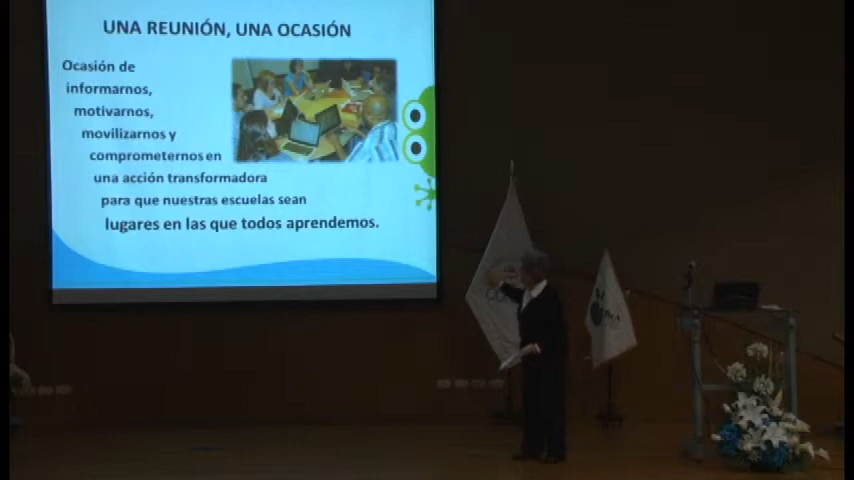 UNA REUNIÓN, UNA OCASIÓN
Ocasión de
informarnos,
motivarnos,
movilizarnos y
comprometernos en
una acción transformadora
para que nuestras escuelas sean
lugares en las que todos aprendemos.